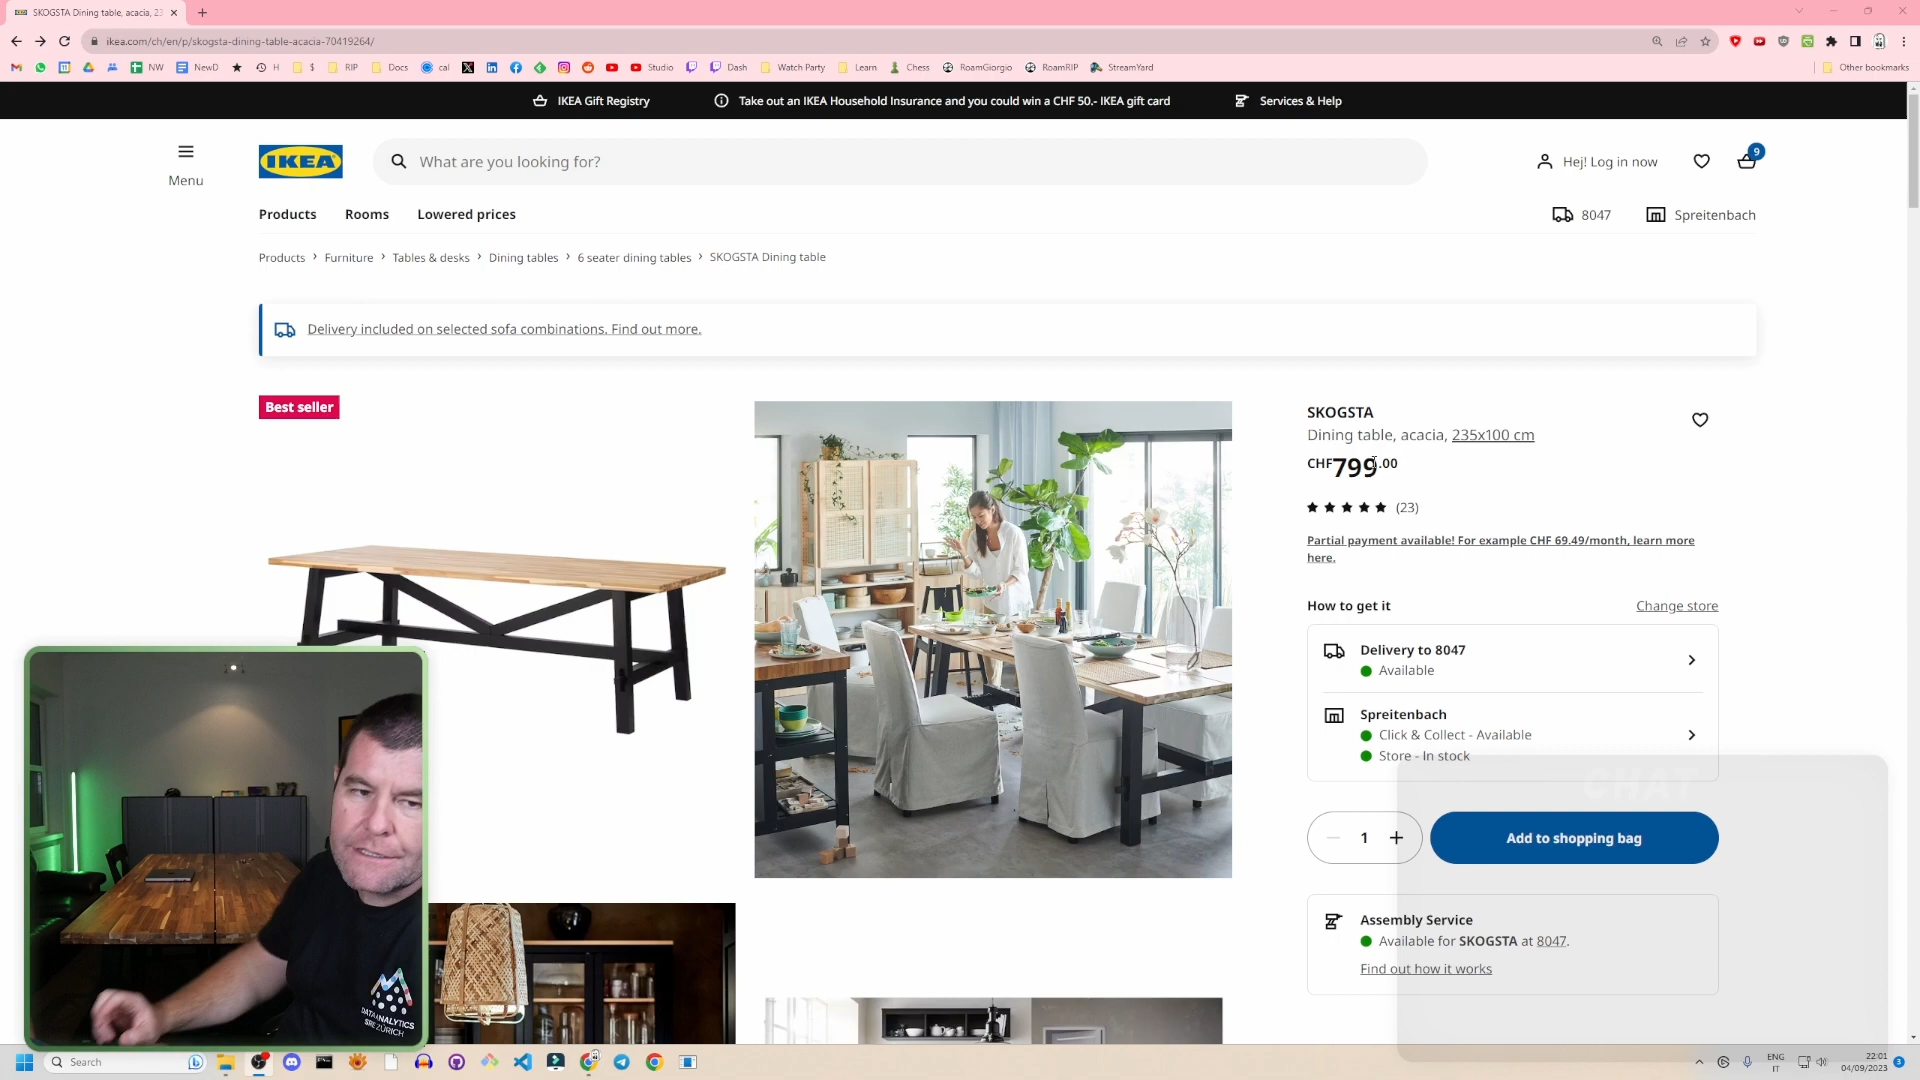 SKOGSTA Dining table, acacia, 23
ikea.com/ch/en/p/skogsta-dining-table-acacia-70419264/
NW
NewD
H
$
RIP
Docs
cal
Studio
Dash
Watch Party
Learn
Chess
RoamGiorgio
RoamRIP
StreamYard
Other bookmarks
IKEA Gift Registry
Take out an IKEA Household Insurance and you could win a CHF 50.- IKEA gift card
Services & Help
Menu
IKEA
What are you looking for?
Hej! Log in now
9
Products
Rooms
Lowered prices
8047
Spreitenbach
Products > Furniture > Tables & desks > Dining tables > 6 seater dining tables > SKOGSTA Dining table
Delivery included on selected sofa combinations. Find out more.
Best seller
SKOGSTA
Dining table, acacia, 235x100 cm
CHF799.00
(23)
Partial payment available! For example CHF 69.49/month, learn more
here.
How to get it
Change store
Delivery to 8047
Available
Spreitenbach
Click & Collect - Available
Store - In stock
CHAT
1
Add to shopping bag
Assembly Service
Available for SKOGSTA at 8047.
Find out how it works
DATA ANALYTICS
SRE ZÜRICH
Search
ENG
IT
22:01
04/09/2023
3